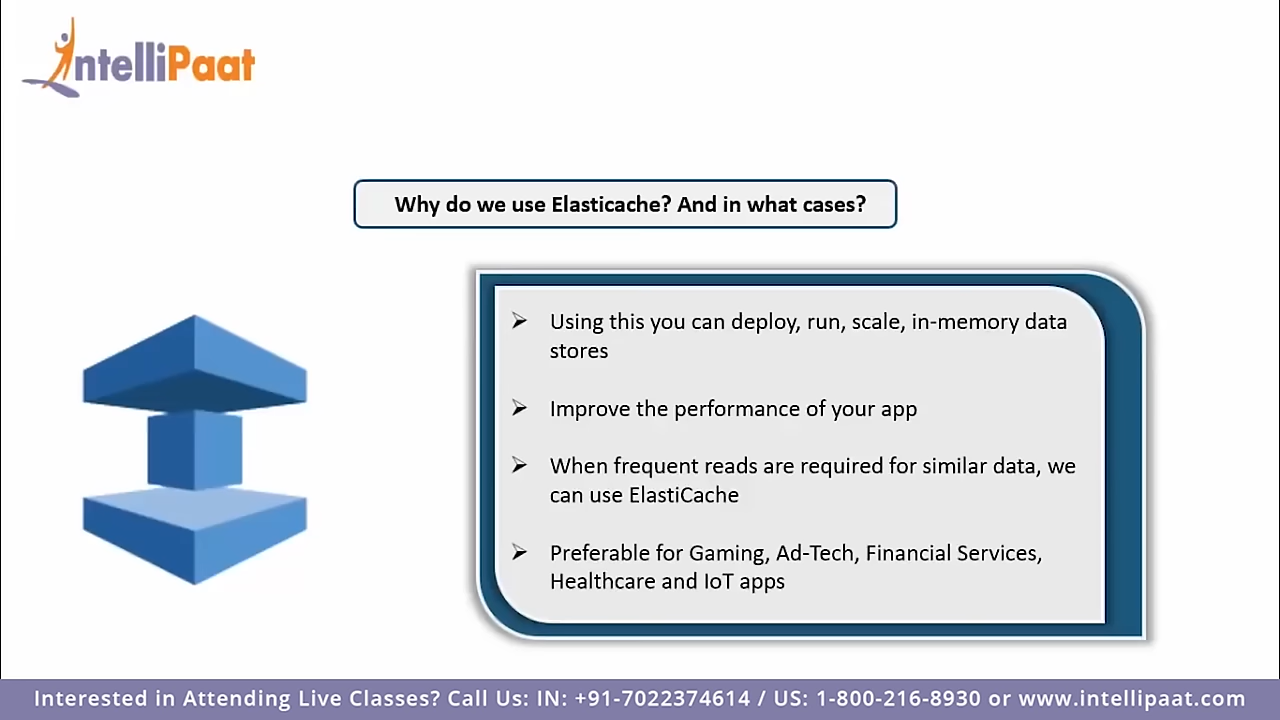 IntelliPaat
Why do we use Elasticache? And in what cases?
Using this you can deploy, run, scale, in-memory data
stores
Improve the performance of your app
When frequent reads are required for similar data, we
can use ElastiCache
Preferable for Gaming, Ad-Tech, Financial Services,
Healthcare and IoT apps
Interested in Attending Live Classes? Call Us: IN: +91-7022374614 / US: 1-800-216-8930 or www.intellipaat.com